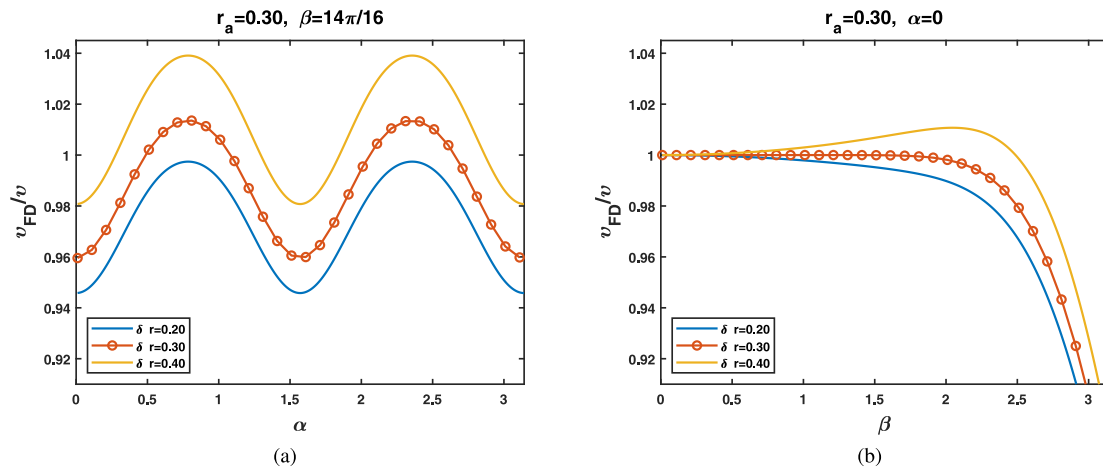 r_a=0.30, β=14π/16
1.04
1.02
1
0.98
0.96
0.94
0.92
v_FD/v
δ r=0.20
δ r=0.30
δ r=0.40
0 0.5 1 1.5 2 2.5 3
α
(a)
r_a=0.30, α=0
1.04
1.02
1
0.98
0.96
0.94
0.92
v_FD/v
δ r=0.20
δ r=0.30
δ r=0.40
0 0.5 1 1.5 2 2.5 3
β
(b)